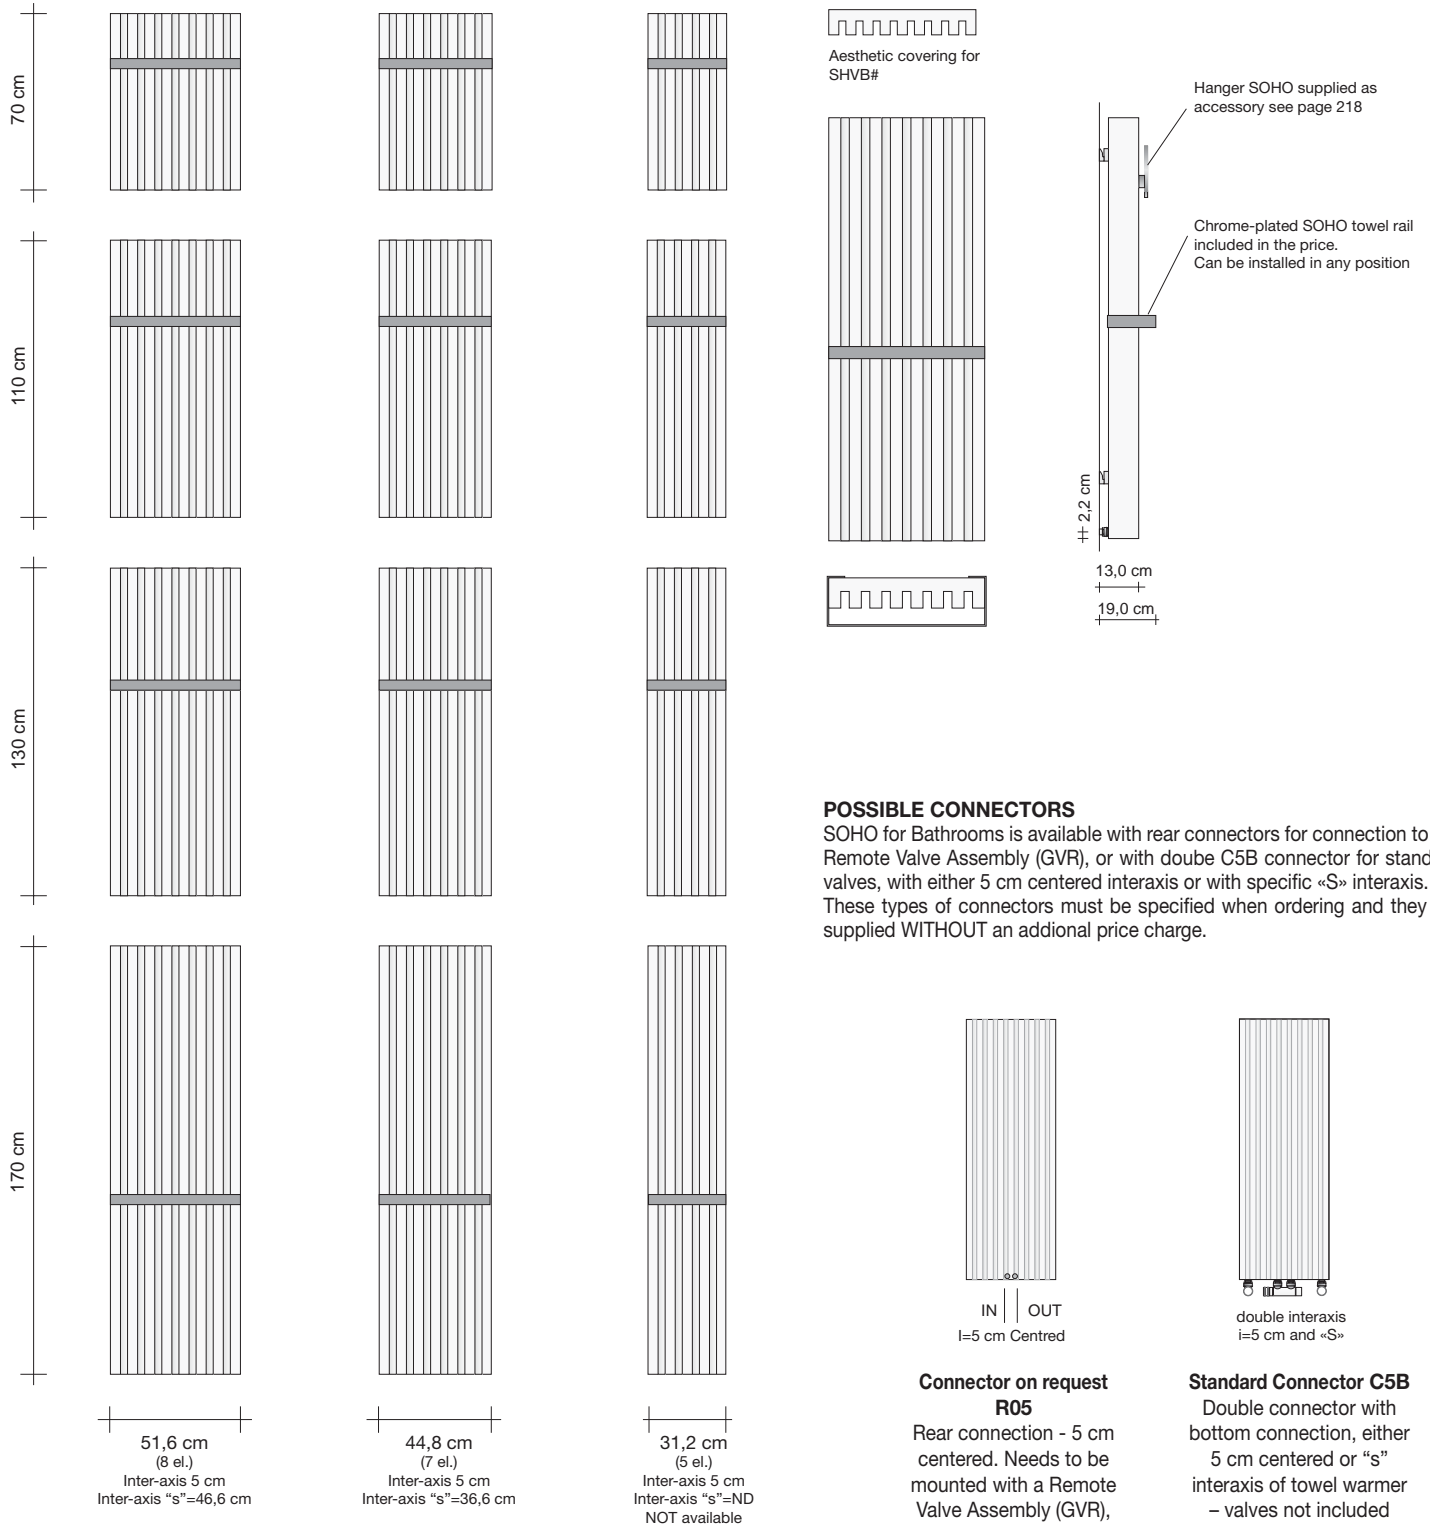 70 cm
110 cm
130 cm
170 cm
51,6 cm
(8 el.)
Inter-axis 5 cm
Inter-axis “s”=46,6 cm
44,8 cm
(7 el.)
Inter-axis 5 cm
Inter-axis “s”=36,6 cm
31,2 cm
(5 el.)
Inter-axis 5 cm
Inter-axis “s”=ND
NOT available
Aesthetic covering for
SHVB#
Hanger SOHO supplied as
accessory see page 218
Chrome-plated SOHO towel rail
included in the price.
Can be installed in any position
2,2 cm
13,0 cm
19,0 cm
POSSIBLE CONNECTORS
SOHO for Bathrooms is available with rear connectors for connection to
Remote Valve Assembly (GVR), or with doube C5B connector for stand
valves, with either 5 cm centered interaxis or with specific «S» interaxis.
These types of connectors must be specified when ordering and they
supplied WITHOUT an addional price charge.
IN OUT
I=5 cm Centred
Connector on request
R05
Rear connection - 5 cm
centered. Needs to be
mounted with a Remote
Valve Assembly (GVR),
double interaxis
i=5 cm and «S»
Standard Connector C5B
Double connector with
bottom connection, either
5 cm centered or “s”
interaxis of towel warmer
– valves not included